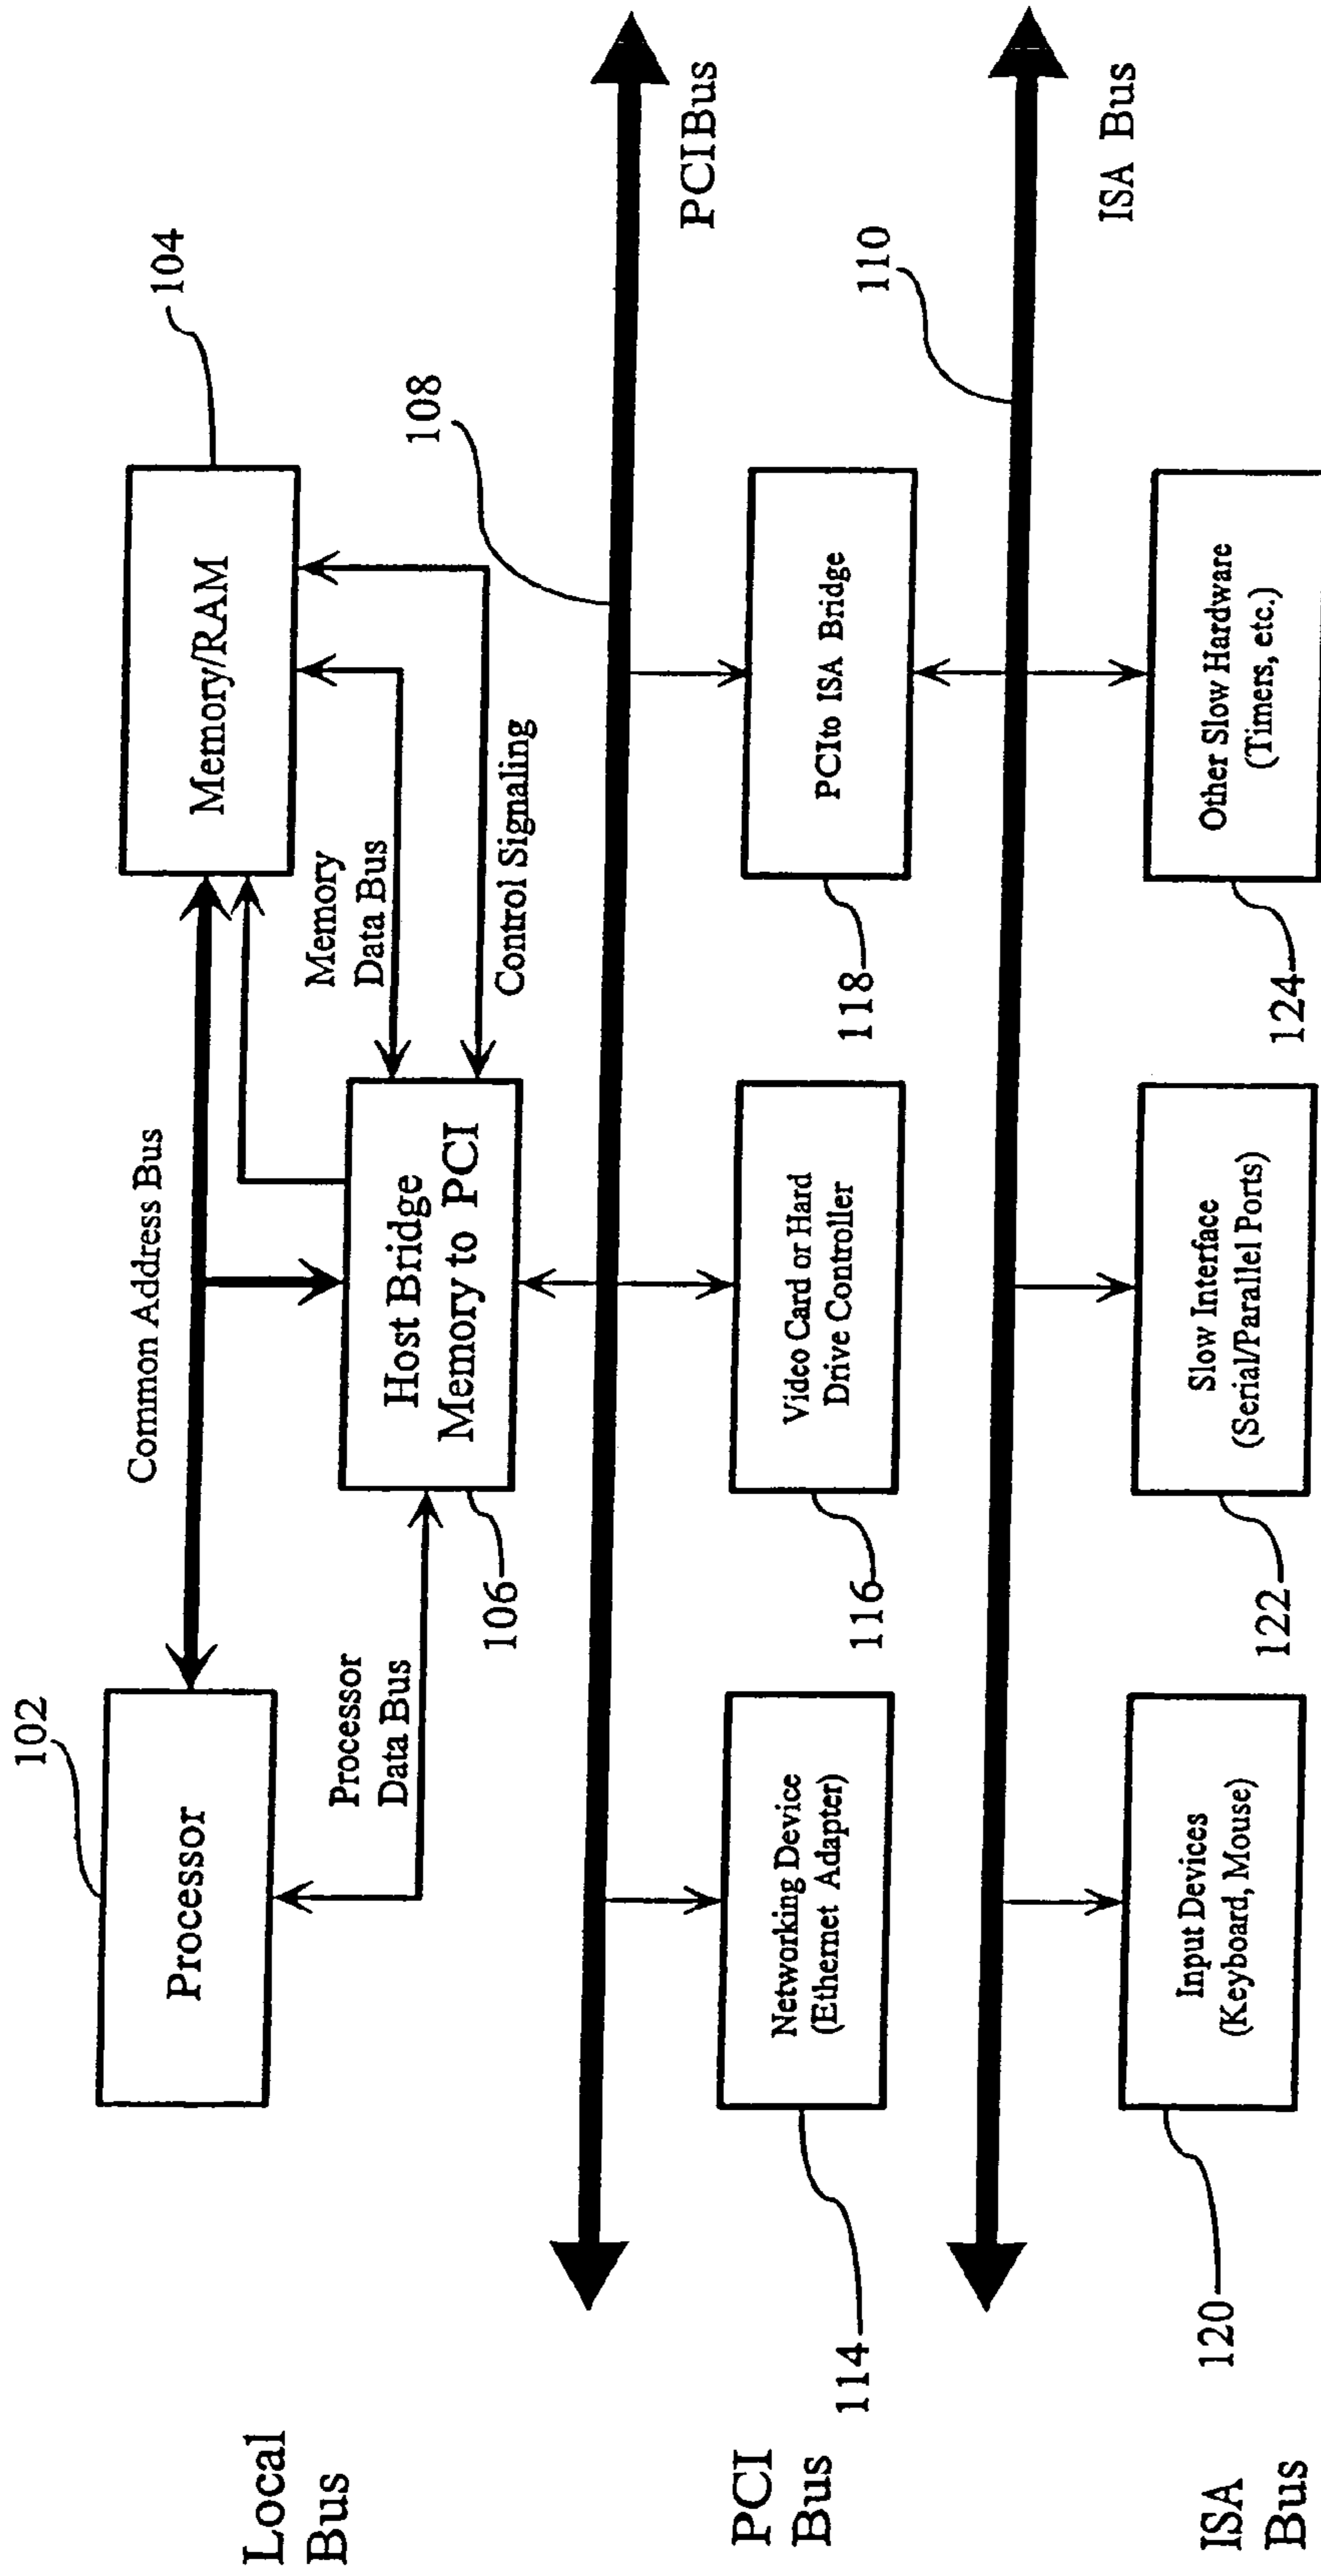 102
Processor
Common Address Bus
104
Memory/RAM
Processor
Data Bus
Memory
Data Bus
Control Signaling
Host Bridge
Memory to PCI
106
Local
Bus
108
PCIBus
Networking Device
(Ethernet Adapter)
114
Video Card or Hard
Drive Controller
116
PCIto ISA Bridge
118
PCI
Bus
110
ISA Bus
Input Devices
(Keyboard, Mouse)
120
Slow Interface
(Serial/Parallel Ports)
122
Other Slow Hardware
(Timers, etc.)
124
ISA
Bus